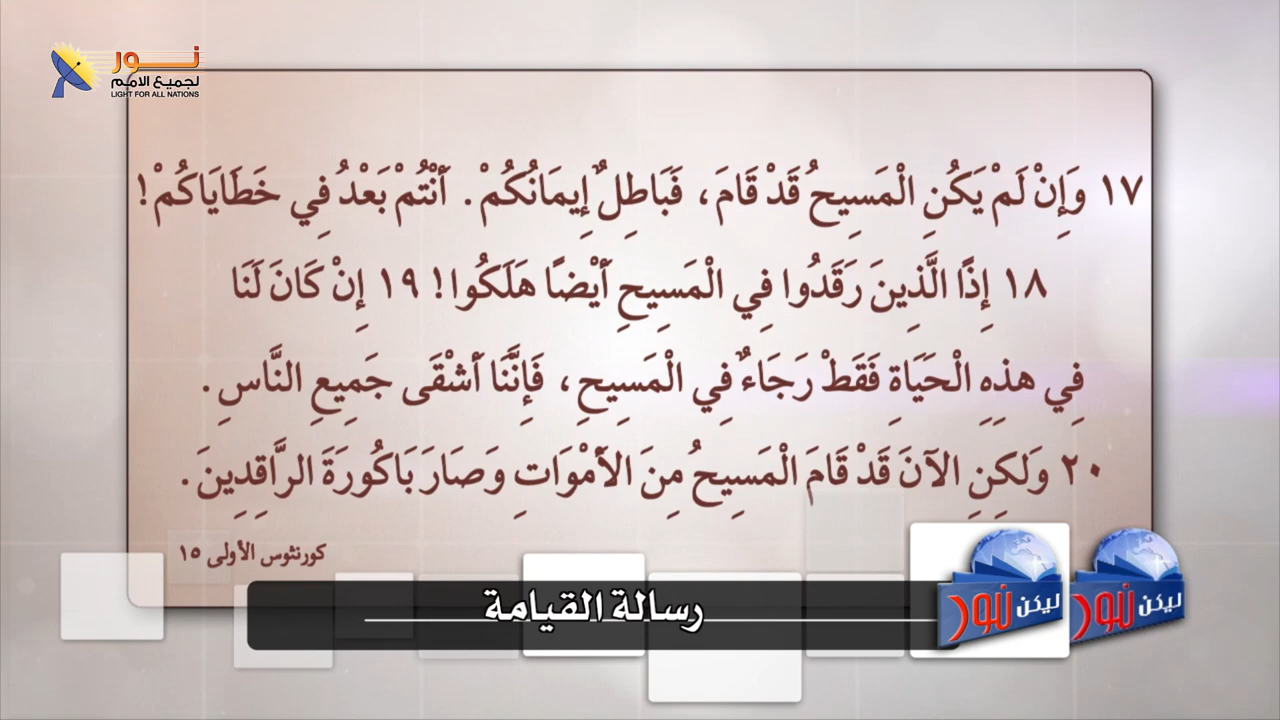 نور
لجميع الامم
LIGHT FOR ALL NATIONS
١٧ وَإِنْ لَمْ يَكُنِ الْمَسِيحُ قَدْ قَامَ، فَبَاطِلٌ إِيمَانُكُمْ. أَنْتُمْ بَعْدُ فِي خَطَايَاكُمْ!
١٨ إِذًا الَّذِينَ رَقَدُوا فِي الْمَسِيحِ أَيْضًا هَلَكُوا! ١٩ إِنْ كَانَ لَنَا
فِي هذِهِ الْحَيَاةِ فَقَطْ رَجَاءٌ فِي الْمَسِيحِ، فَإِنَّنَا أَشْقَى جَمِيعِ النَّاسِ.
٢٠ وَلكِنِ الآنَ قَدْ قَامَ الْمَسِيحُ مِنَ الأَمْوَاتِ وَصَارَ بَاكُورَةَ الرَّاقِدِينَ.
كورنثوس الأولى ١٥
رسالة القيامة
ليكن نور
ليكن نور